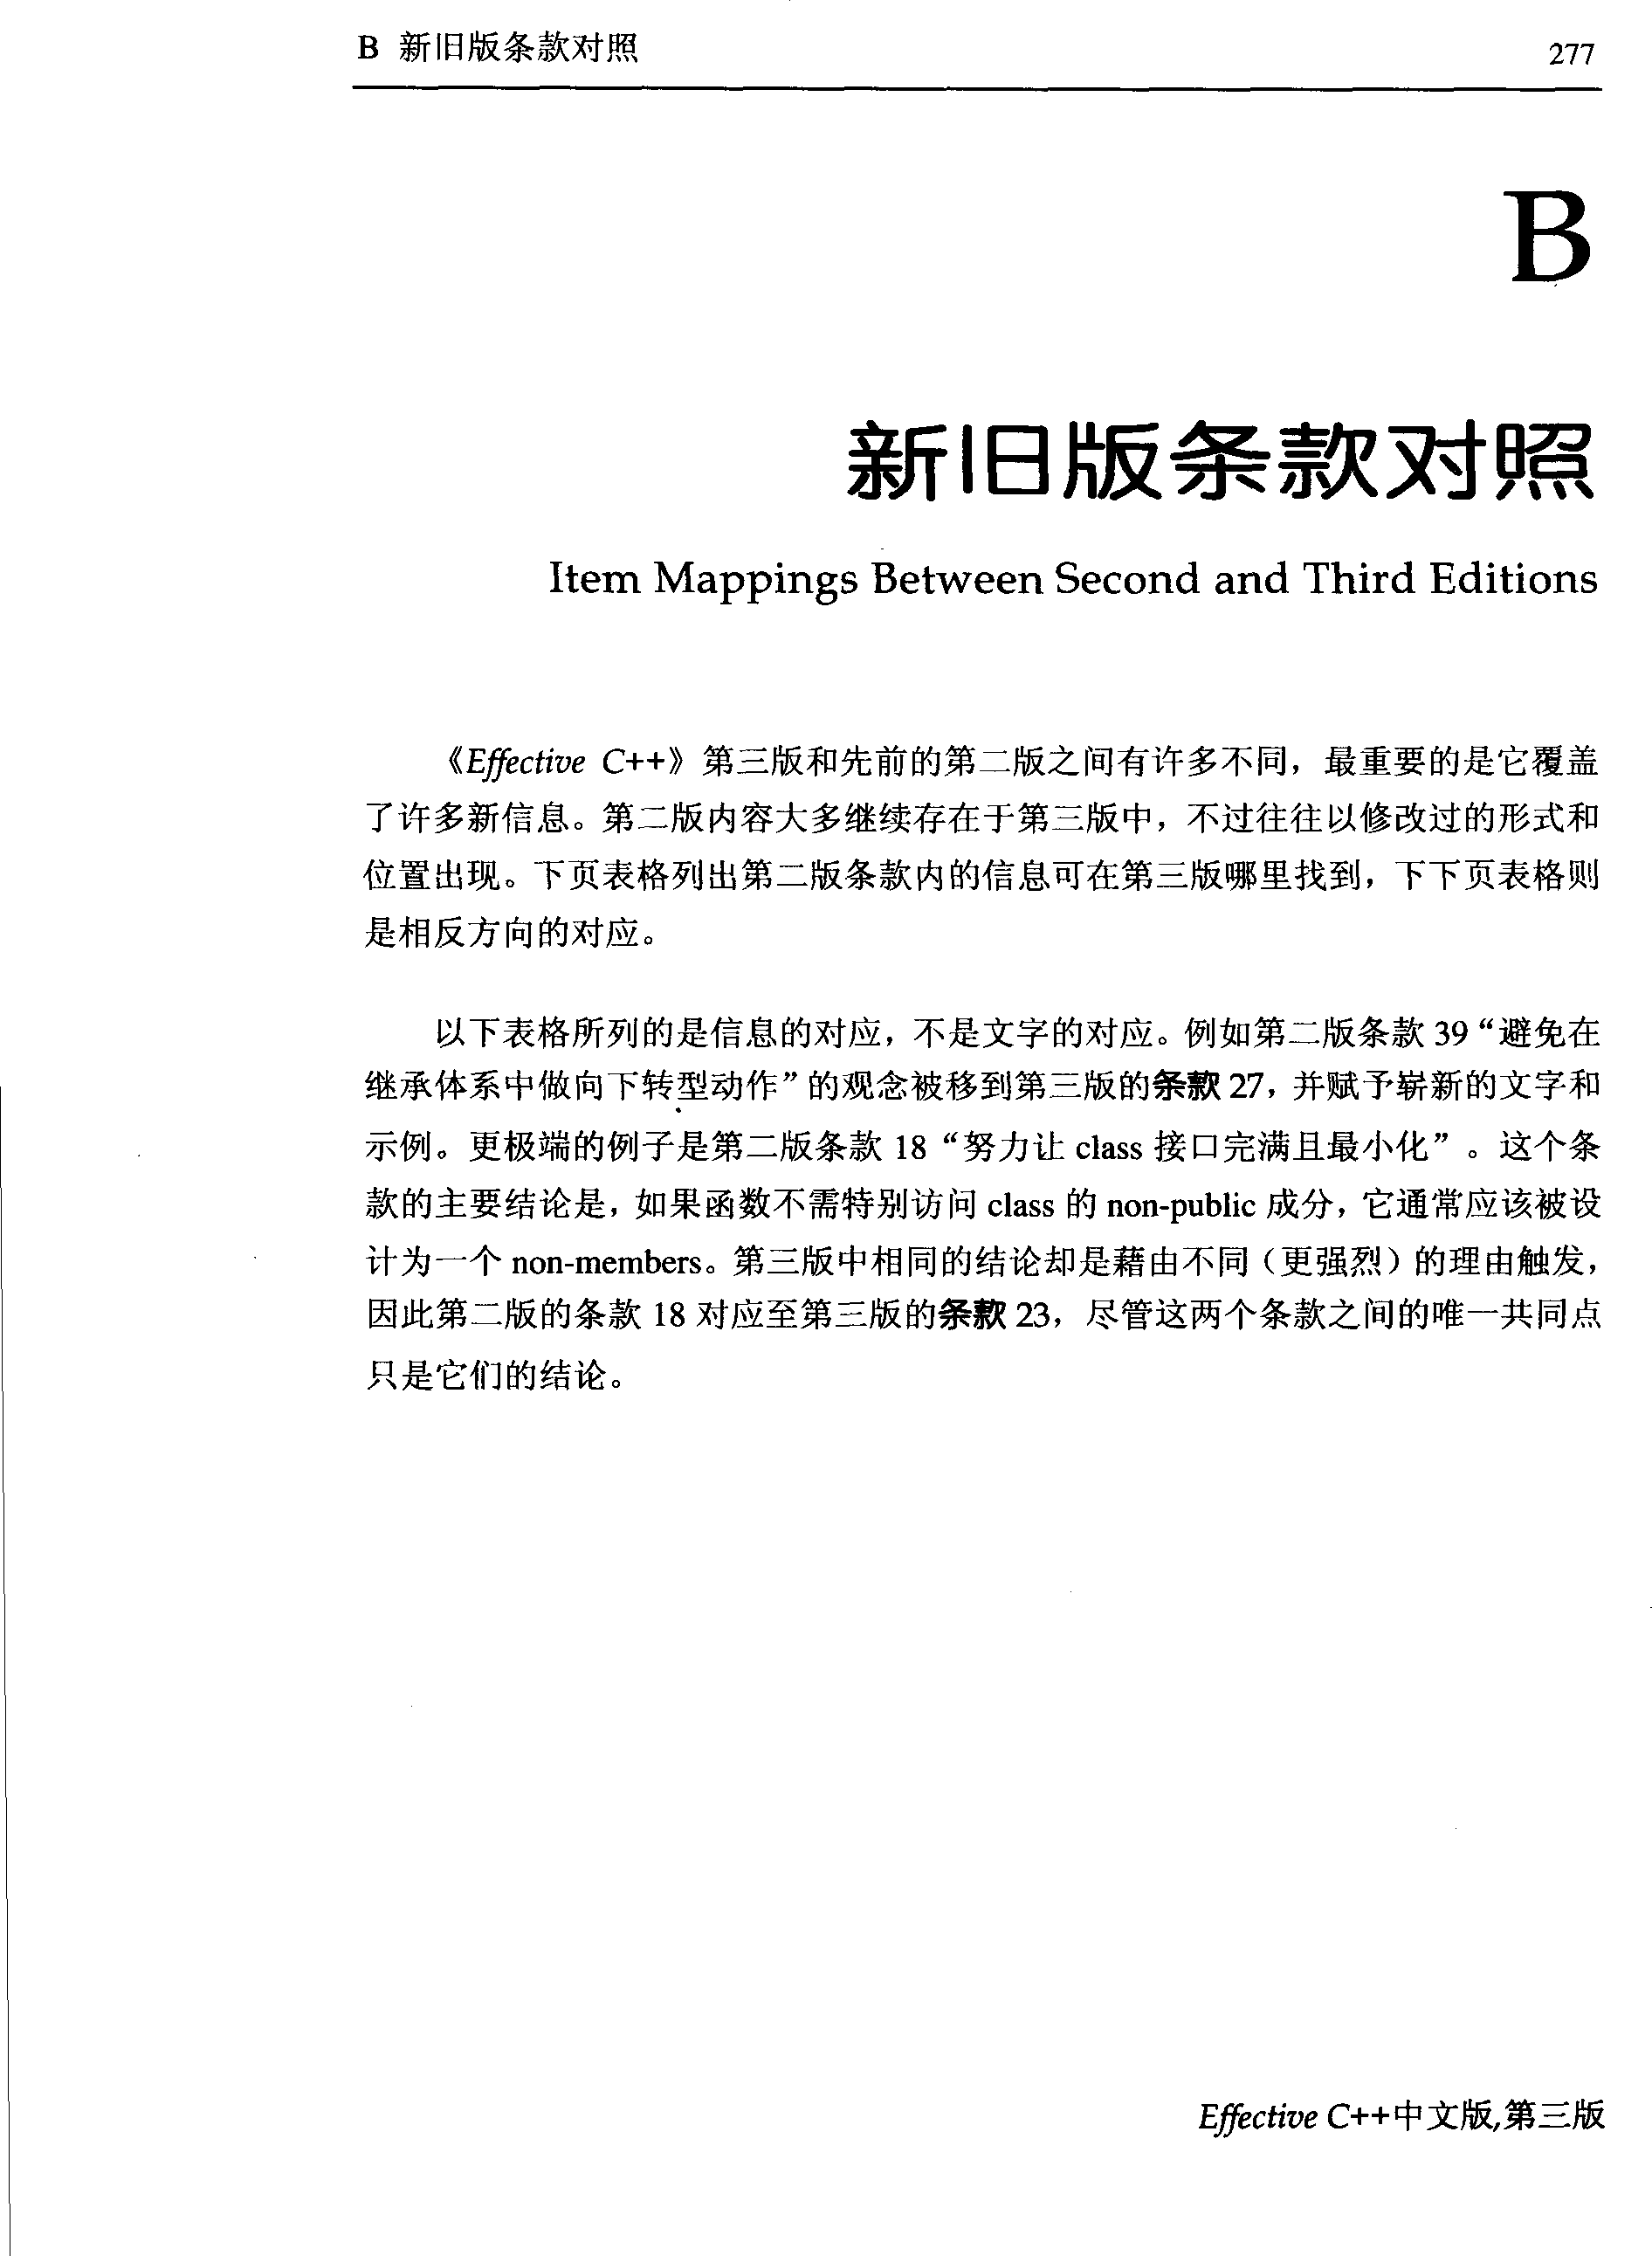 B 新旧版条款对照 277
B
新旧版条款对照
Item Mappings Between Second and Third Editions
《Effective C++》第三版和先前的第二版之间有许多不同，最重要的是它覆盖
了许多新信息。第二版内容大多继续存在于第三版中，不过往往以修改过的形式和
位置出现。下页表格列出第二版条款内的信息可在第三版哪里找到，下下页表格则
是相反方向的对应。
以下表格所列的是信息的对应，不是文字的对应。例如第二版条款 39 “避免在
继承体系中做向下转型动作” 的观念被移到第三版的条款 27，并赋予崭新的文字和
示例。更极端的例子是第二版条款 18 “努力让 class 接口完满且最小化” 。这个条
款的主要结论是，如果函数不需特别访问 class 的 non-public 成分，它通常应该被设
计为一个 non-members。第三版中相同的结论却是藉由不同（更强烈）的理由触发，
因此第二版的条款 18 对应至第三版的条款 23，尽管这两个条款之间的唯一共同点
只是它们的结论。
Effective C++中文版,第三版